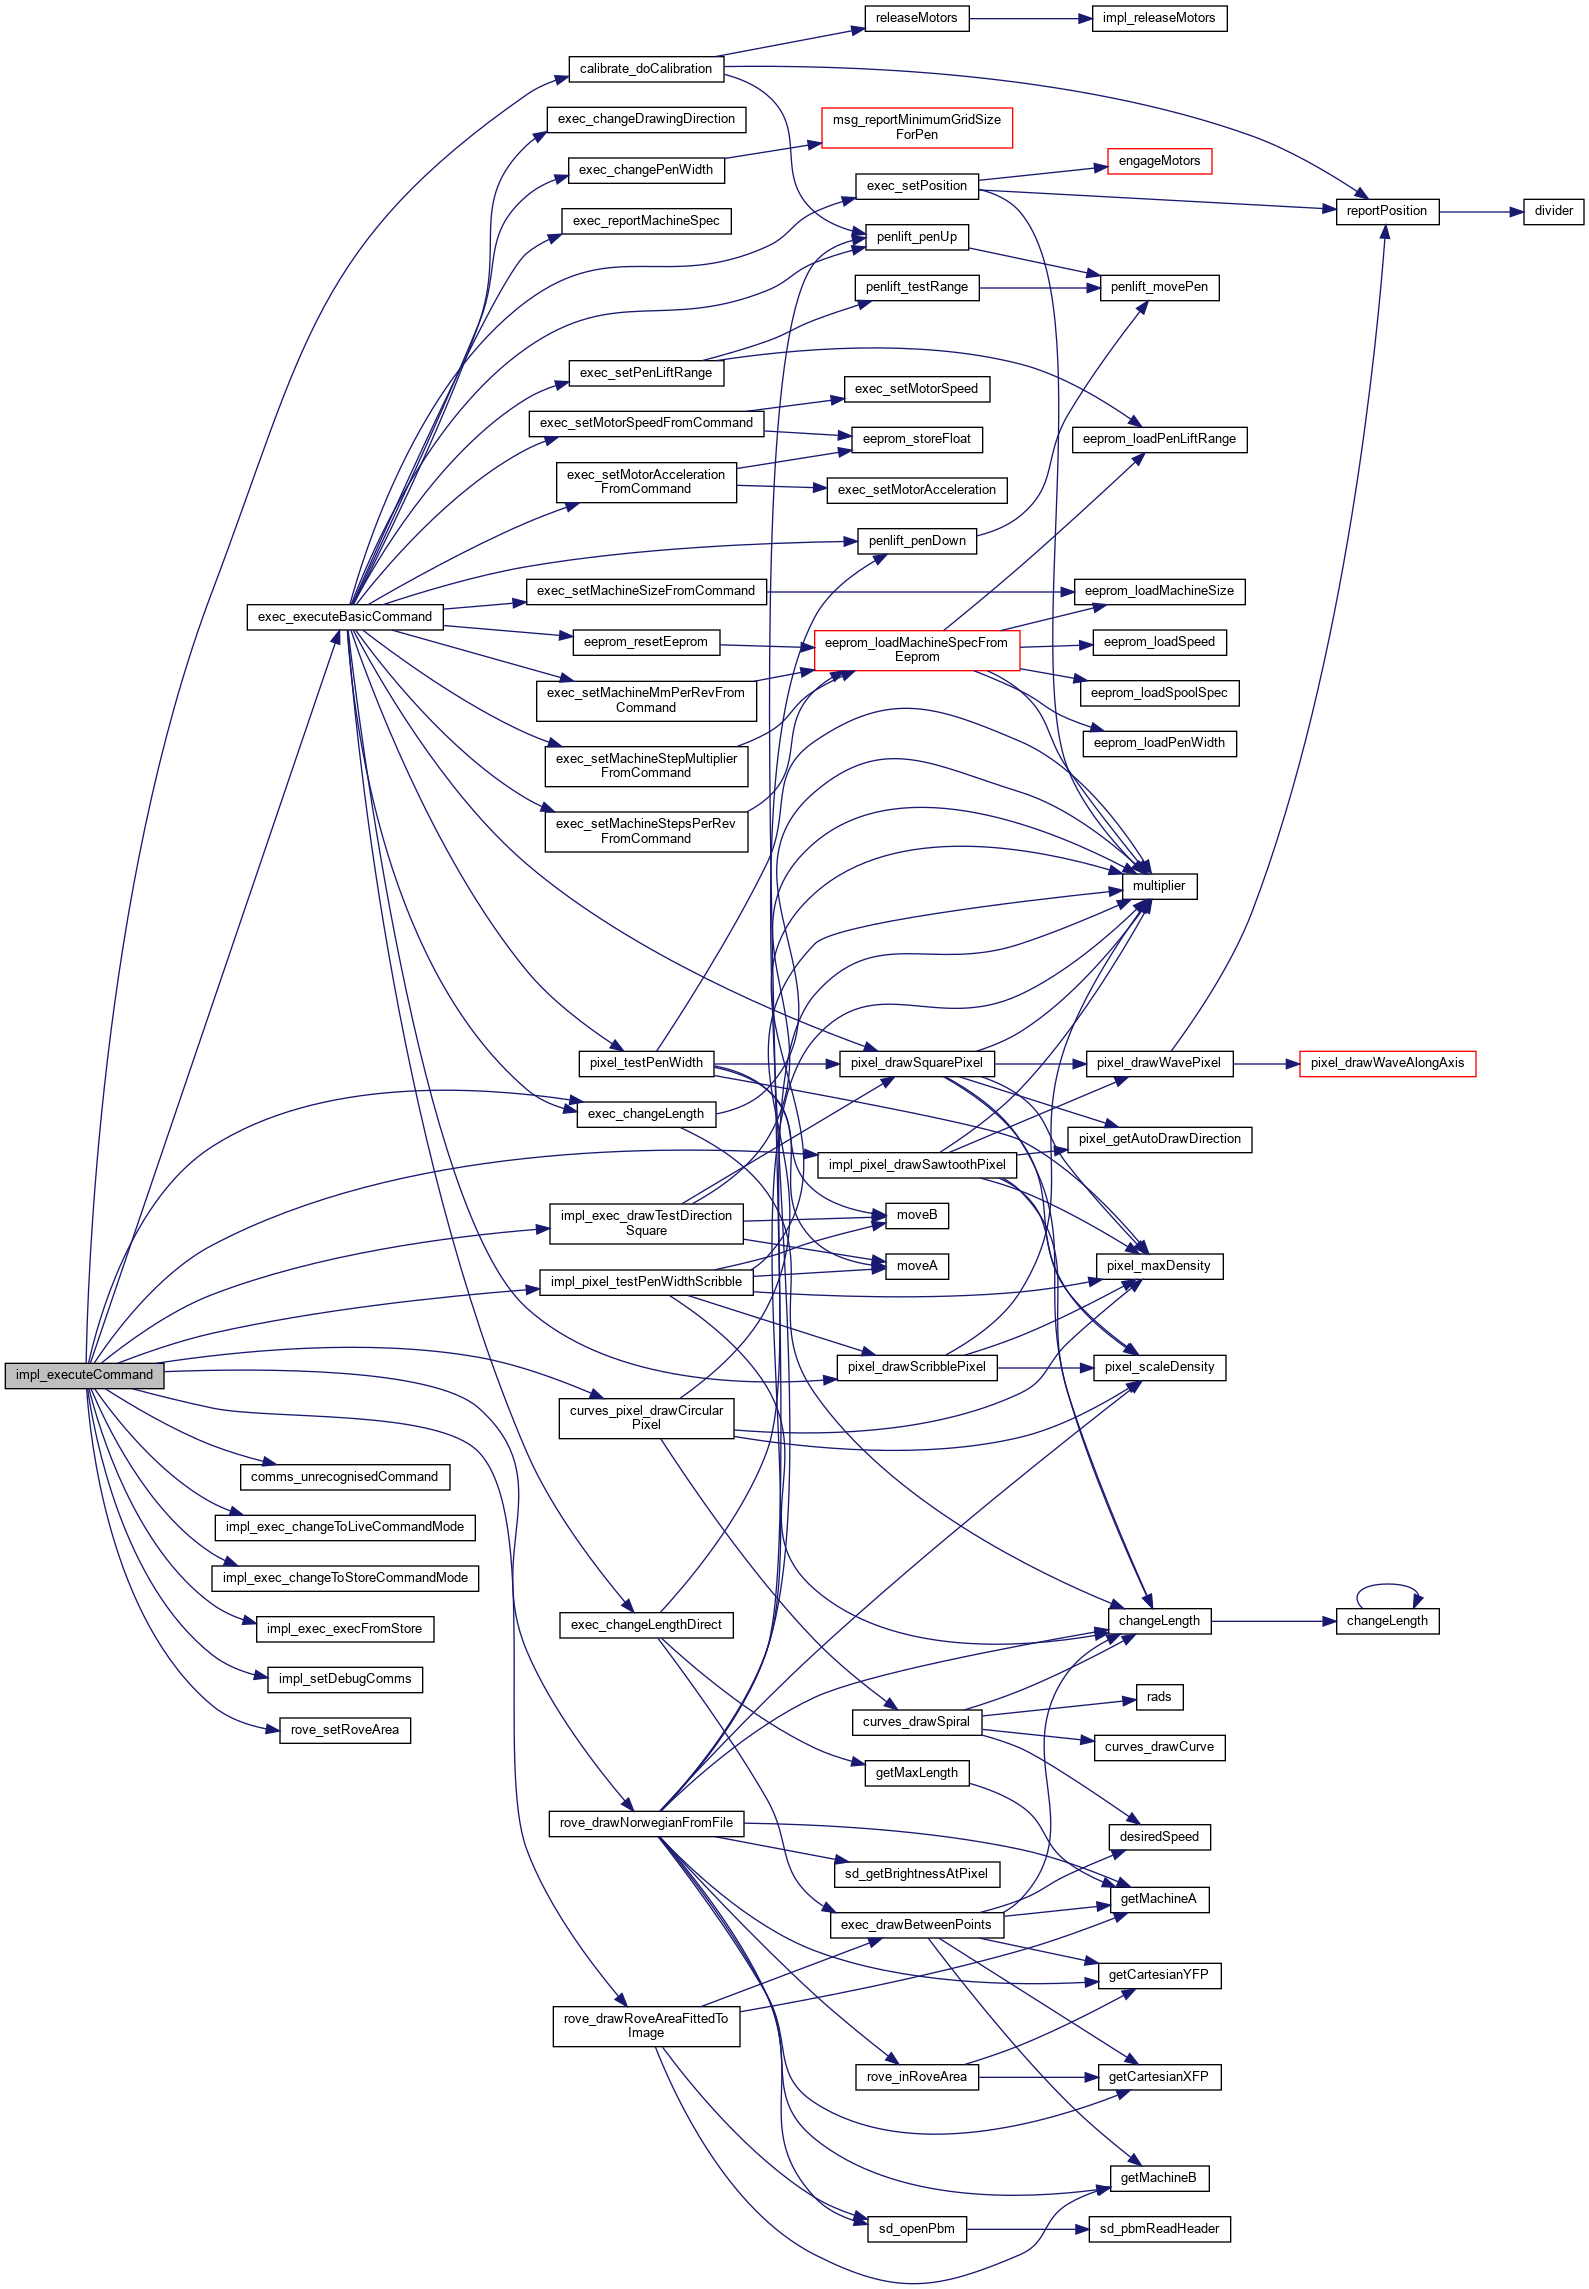 releaseMotors
impl_releaseMotors
calibrate_doCalibration
exec_changeDrawingDirection
msg_reportMinimumGridSize
ForPen
exec_changePenWidth
engageMotors
exec_setPosition
exec_reportMachineSpec
reportPosition
divider
penlift_penUp
penlift_testRange
penlift_movePen
exec_setPenLiftRange
exec_setMotorSpeed
exec_setMotorSpeedFromCommand
eeprom_storeFloat
eeprom_loadPenLiftRange
exec_setMotorAcceleration
FromCommand
exec_setMotorAcceleration
penlift_penDown
exec_setMachineSizeFromCommand
eeprom_loadMachineSize
exec_executeBasicCommand
eeprom_resetEeprom
eeprom_loadMachineSpecFrom
Eeprom
eeprom_loadSpeed
exec_setMachineMmPerRevFrom
Command
eeprom_loadSpoolSpec
eeprom_loadPenWidth
exec_setMachineStepMultiplier
FromCommand
exec_setMachineStepsPerRev
FromCommand
multiplier
pixel_testPenWidth
pixel_drawSquarePixel
pixel_drawWavePixel
pixel_drawWaveAlongAxis
exec_changeLength
pixel_getAutoDrawDirection
impl_pixel_drawSawtoothPixel
impl_exec_drawTestDirection
Square
moveB
moveA
pixel_maxDensity
impl_pixel_testPenWidthScribble
impl_executeCommand
pixel_drawScribblePixel
pixel_scaleDensity
curves_pixel_drawCircular
Pixel
comms_unrecognisedCommand
impl_exec_changeToLiveCommandMode
impl_exec_changeToStoreCommandMode
exec_changeLengthDirect
impl_exec_execFromStore
changeLength
changeLength
impl_setDebugComms
rads
rove_setRoveArea
curves_drawSpiral
curves_drawCurve
getMaxLength
rove_drawNorwegianFromFile
desiredSpeed
sd_getBrightnessAtPixel
getMachineA
exec_drawBetweenPoints
getCartesianYFP
rove_drawRoveAreaFittedTo
Image
rove_inRoveArea
getCartesianXFP
getMachineB
sd_openPbm
sd_pbmReadHeader